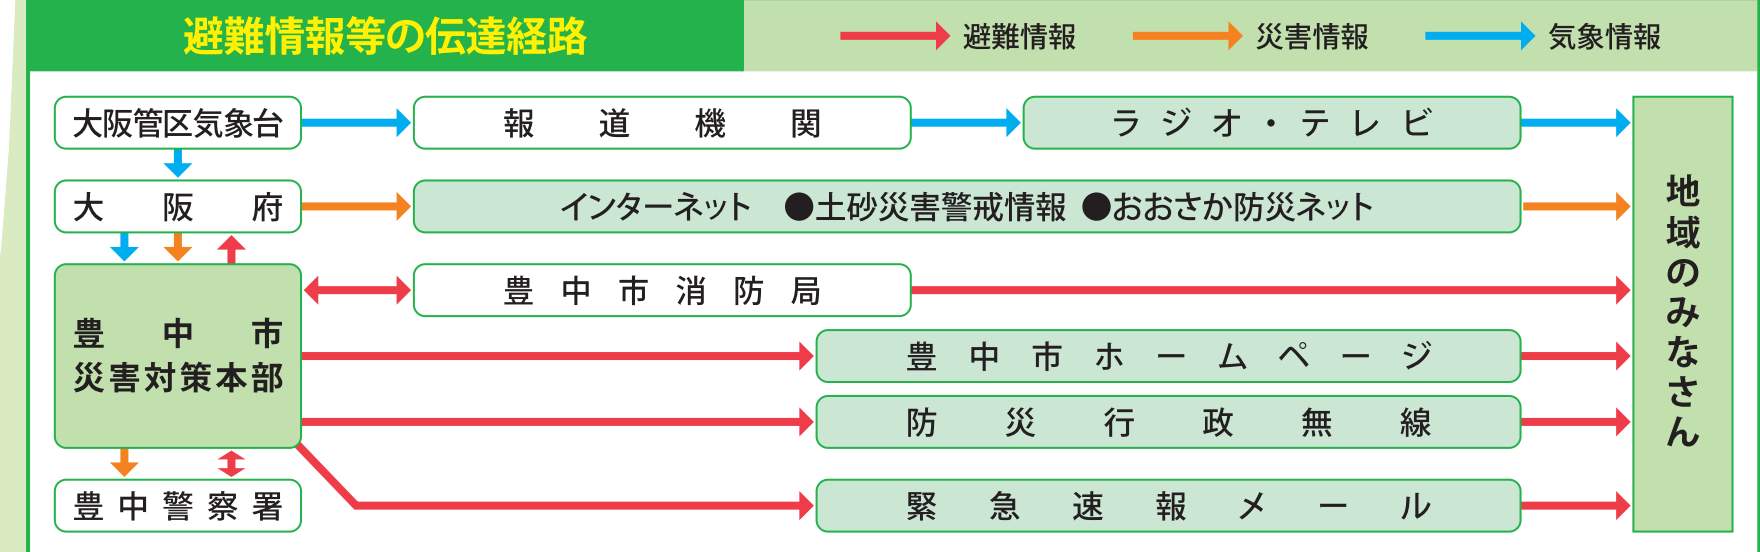 避難情報等の伝達経路
避難情報
災害情報
気象情報
大阪管区気象台
報道機関
ラジオ・テレビ
大阪府
インターネット ●土砂災害警戒情報 ●おおさか防災ネット
豊中市
災害対策本部
豊中市消防局
豊中市ホームページ
防災行政無線
豊中警察署
緊急速報メール
地域のみなさん